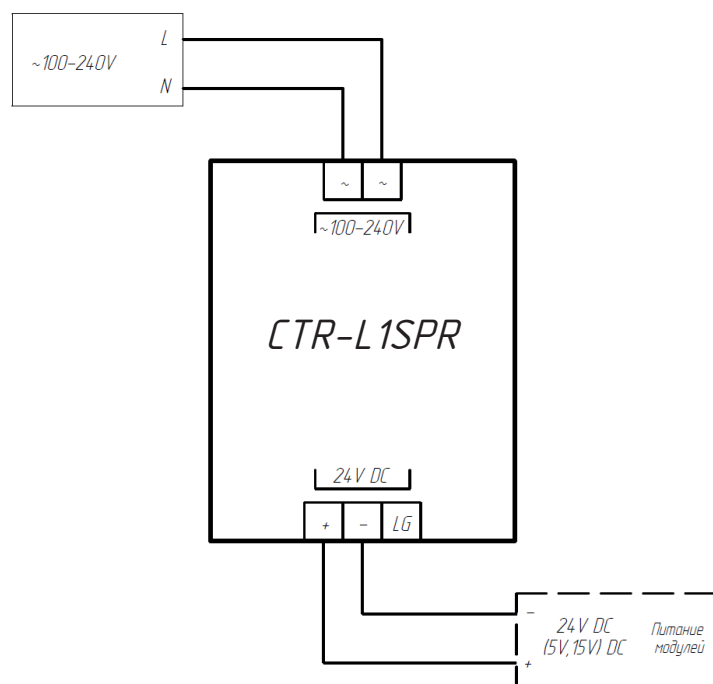 L
~100-240V
N
~ ~
~100-240V
CTR-L1SPR
24V DC
+ - LG
-
24V DC
(5V,15V) DC
Питание
модулей
+